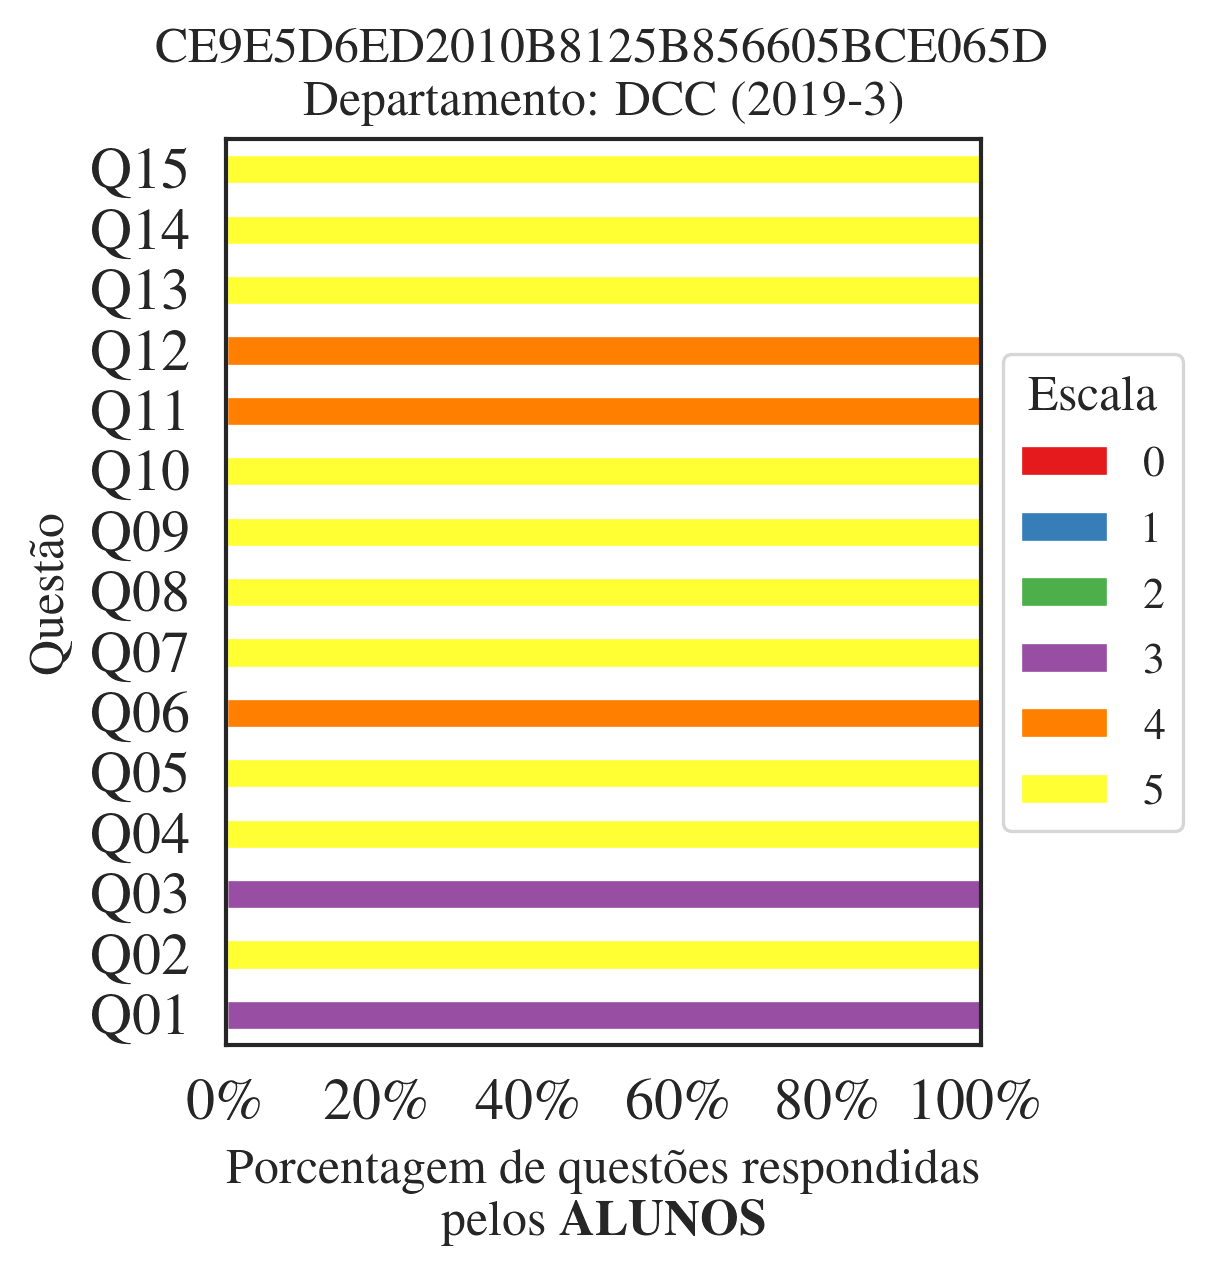 CE9E5D6ED2010B8125B856605BCE065D
Departamento: DCC (2019-3)
Q15
Q14
Q13
Q12
Q11
Q10
Q09
Q08
Q07
Q06
Q05
Q04
Q03
Q02
Q01
Questão
0% 20% 40% 60% 80% 100%
Porcentagem de questões respondidas
pelos ALUNOS
Escala
0
1
2
3
4
5